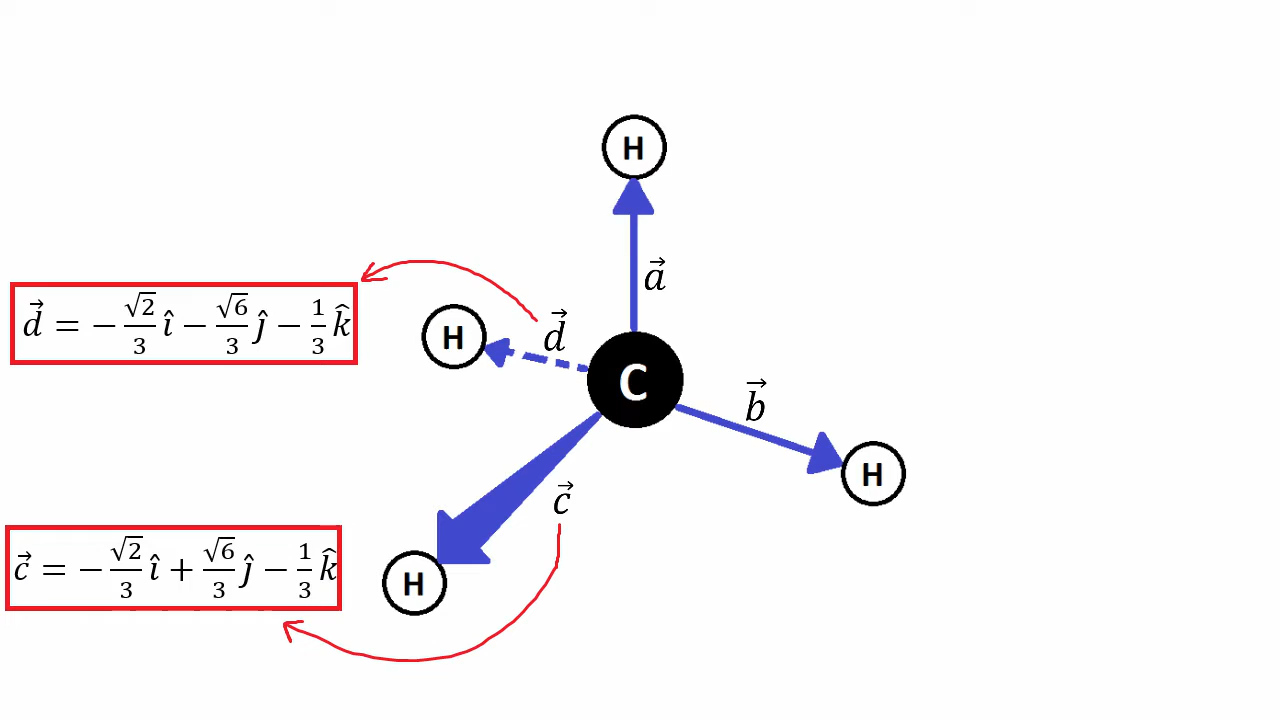 H
a⃗
d⃗ = −√2/3 î − √6/3 ĵ − 1/3 k̂
H
d⃗
C
b⃗
H
c⃗
c⃗ = −√2/3 î + √6/3 ĵ − 1/3 k̂
H